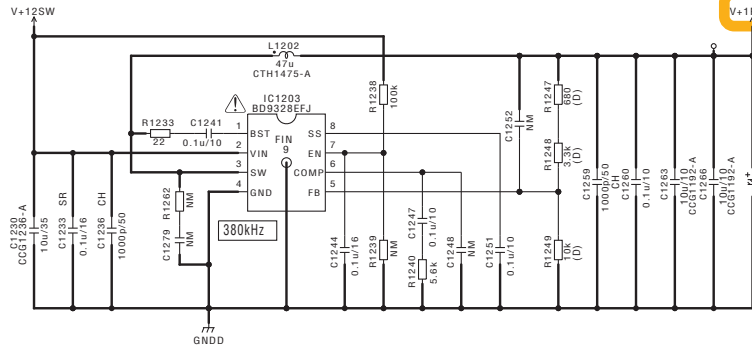 V+12SW
V+1
L1202
47u
CTH1475-A
IC1203
BD9328EFJ
R1233
22
C1241
0.1u/10
1 BST
2 VIN
3 SW
4 GND
FIN
9
SS 8
EN 7
COMP 6
FB 5
380kHz
R1238
100k
C1252
NM
R1247
680
(D)
R1248
3.3k
(D)
R1249
10k
(D)
C1230
CCG1236-A
10u/35
C1233 SR
0.1u/16
C1236 CH
1000p/50
R1262
NM
C1279
NM
C1244
0.1u/16
R1239
NM
C1247
0.1u/10
R1240
5.6k
C1248
NM
C1251
0.1u/10
C1259
1000p/50
CH
C1260
0.1u/10
C1263
10u/10
CCG1192-A
C1266
10u/10
CCG1192-A
GNDD